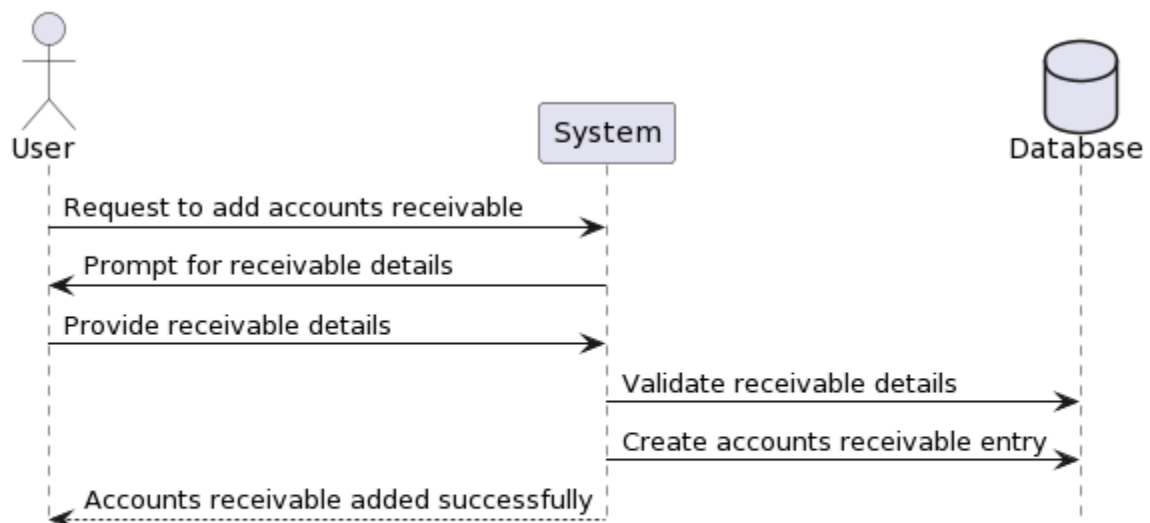 User
System
Database
Request to add accounts receivable
Prompt for receivable details
Provide receivable details
Validate receivable details
Create accounts receivable entry
Accounts receivable added successfully